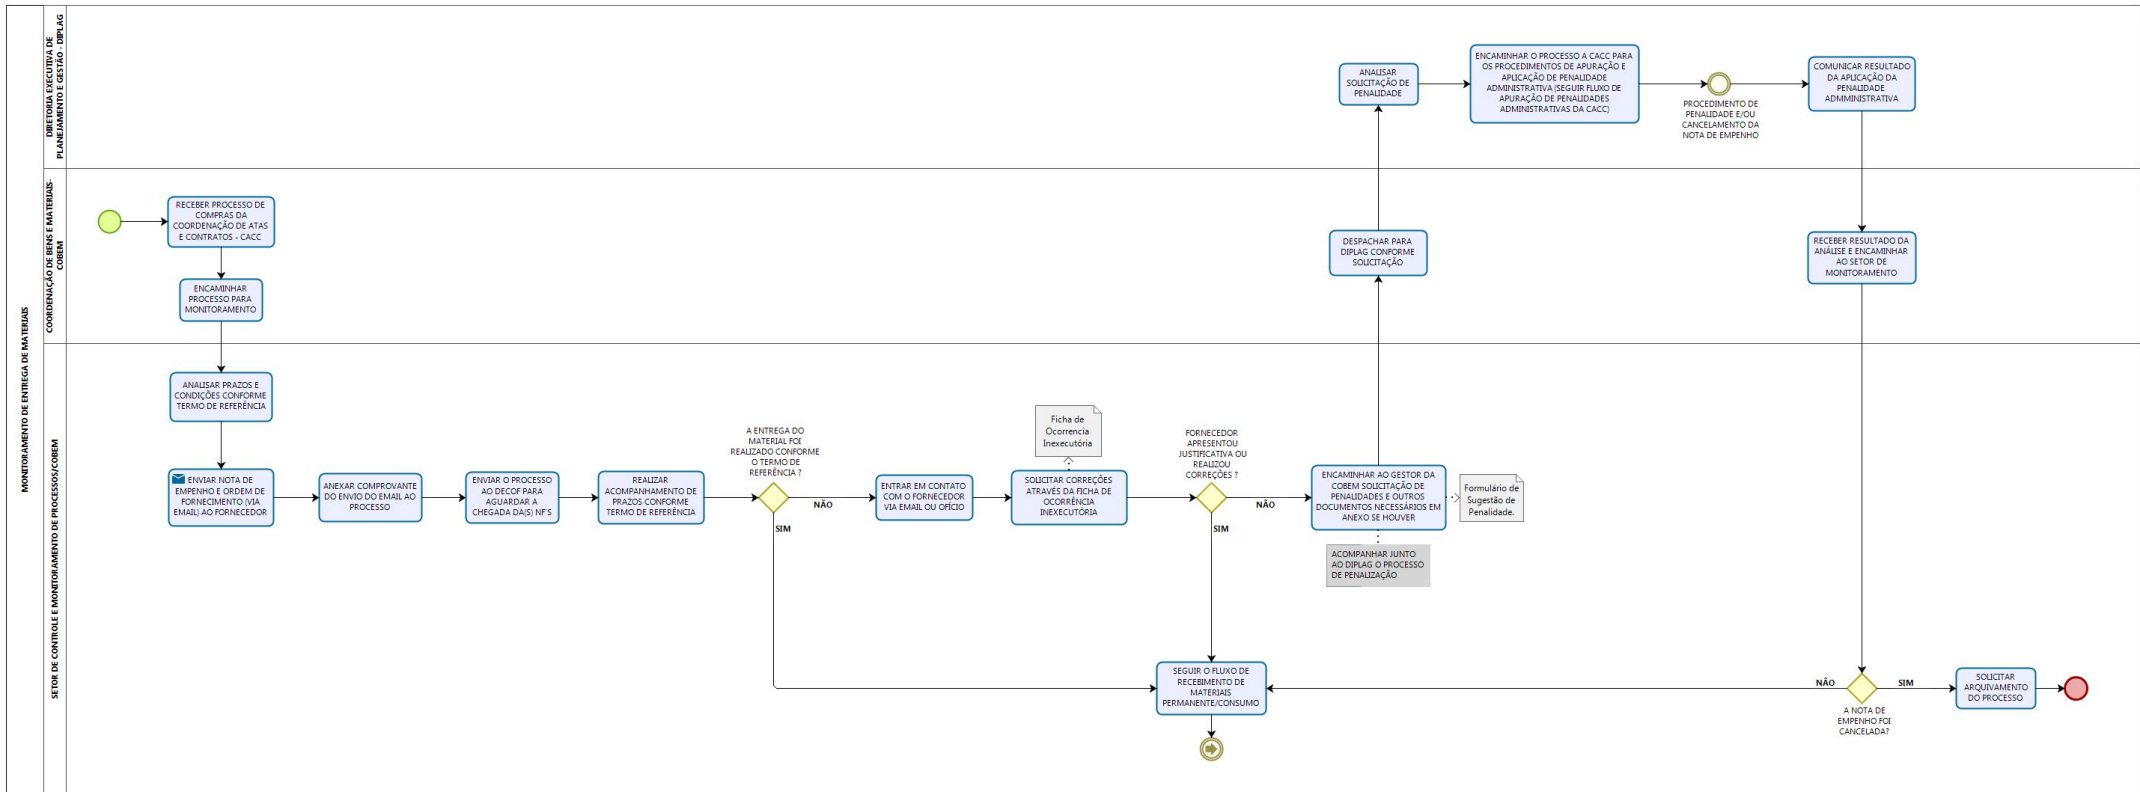 MONITORAMENTO DE ENTREGA DE MATERIAIS
DIRETORIA EXECUTIVA DE
PLANEJAMENTO E GESTÃO - DIPLAG
ANALISAR
SOLICITAÇÃO DE
PENALIDADE
ENCAMINHAR O PROCESSO A CACC PARA
OS PROCEDIMENTOS DE APURAÇÃO E
APLICAÇÃO DE PENALIDADE
ADMINISTRATIVA (SEGUIR FLUXO DE
APURAÇÃO DE PENALIDADES
ADMINISTRATIVAS DA CACC)
PROCEDIMENTO DE
PENALIDADE E/OU
CANCELAMENTO DA
NOTA DE EMPENHO
COMUNICAR RESULTADO
DA APLICAÇÃO DA
PENALIDADE
ADMMINISTRATIVA
COORDENAÇÃO DE BENS E MATERIAIS-
COBEM
RECEBER PROCESSO DE
COMPRAS DA
COORDENAÇÃO DE ATAS
E CONTRATOS - CACC
ENCAMINHAR
PROCESSO PARA
MONITORAMENTO
DESPACHAR PARA
DIPLAG CONFORME
SOLICITAÇÃO
RECEBER RESULTADO DA
ANÁLISE E ENCAMINHAR
AO SETOR DE
MONITORAMENTO
SETOR DE CONTROLE E MONITORAMENTO DE PROCESSOS/COBEM
ANALISAR PRAZOS E
CONDIÇÕES CONFORME
TERMO DE REFERÊNCIA
ENVIAR NOTA DE
EMPENHO E ORDEM DE
FORNECIMENTO (VIA
EMAIL) AO FORNECEDOR
ANEXAR COMPROVANTE
DO ENVIO DO EMAIL AO
PROCESSO
ENVIAR O PROCESSO
AO DECOF PARA
AGUARDAR A
CHEGADA DA(S) NF'S
REALIZAR
ACOMPANHAMENTO DE
PRAZOS CONFORME
TERMO DE REFERÊNCIA
A ENTREGA DO
MATERIAL FOI
REALIZADO CONFORME
O TERMO DE
REFERÊNCIA ?
NÃO
SIM
ENTRAR EM CONTATO
COM O FORNECEDOR
VIA EMAIL OU OFÍCIO
Ficha de
Ocorrencia
Inexecutória
SOLICITAR CORREÇÕES
ATRAVÉS DA FICHA DE
OCORRÊNCIA
INEXECUTÓRIA
FORNECEDOR
APRESENTOU
JUSTIFICATIVA OU
REALIZOU
CORREÇÕES ?
NÃO
SIM
ENCAMINHAR AO GESTOR DA
COBEM SOLICITAÇÃO DE
PENALIDADES E OUTROS
DOCUMENTOS NECESSÁRIOS EM
ANEXO SE HOUVER
Formulário de
Sugestão de
Penalidade.
ACOMPANHAR JUNTO
AO DIPLAG O PROCESSO
DE PENALIZAÇÃO
SEGUIR O FLUXO DE
RECEBIMENTO DE
MATERIAIS
PERMANENTE/CONSUMO
NÃO
SIM
A NOTA DE
EMPENHO FOI
CANCELADA?
SOLICITAR
ARQUIVAMENTO
DO PROCESSO